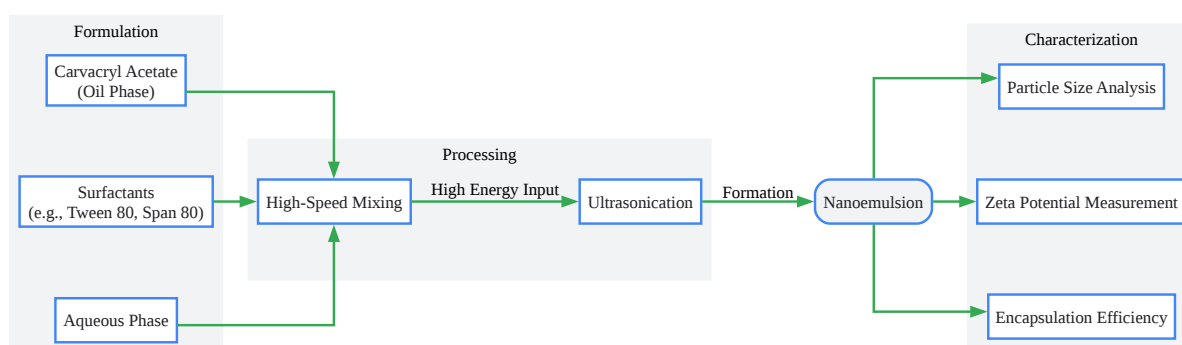 Formulation
Carvacryl Acetate
(Oil Phase)
Surfactants
(e.g., Tween 80, Span 80)
Aqueous Phase
Processing
High-Speed Mixing
High Energy Input
Ultrasonication
Formation
Nanoemulsion
Characterization
Particle Size Analysis
Zeta Potential Measurement
Encapsulation Efficiency